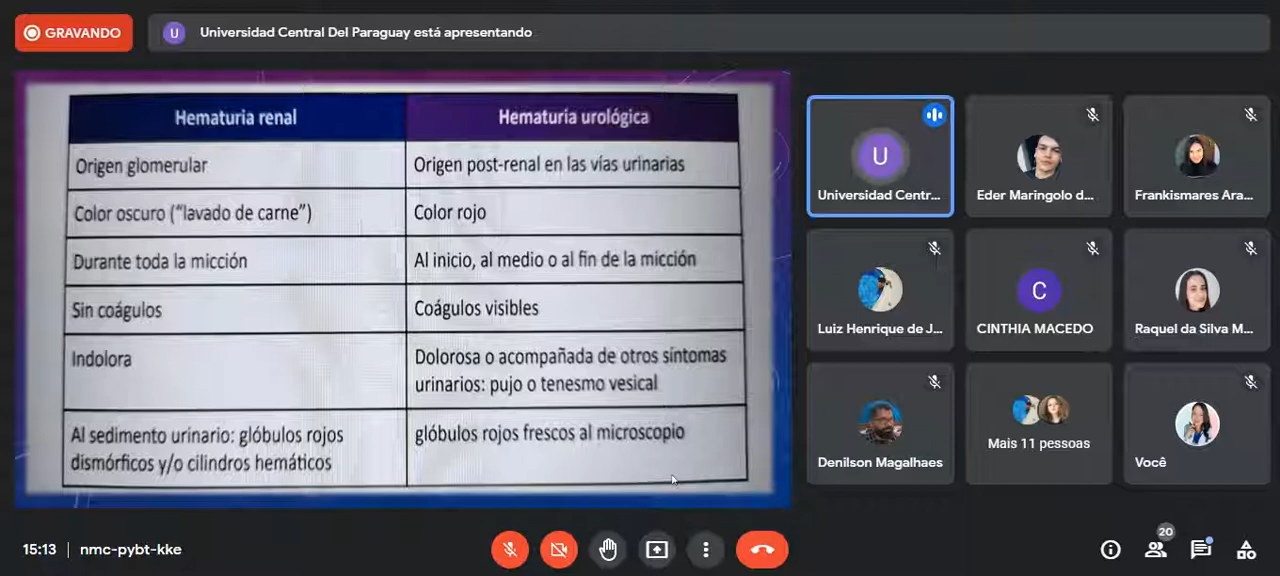 GRAVANDO
U
Universidad Central Del Paraguay está apresentando
Hematuria renal
Hematuria urológica
Origen glomerular
Origen post-renal en las vías urinarias
Color oscuro ("lavado de carne")
Color rojo
Durante toda la micción
Al inicio, al medio o al fin de la micción
Sin coágulos
Coágulos visibles
Indolora
Dolorosa o acompañada de otros síntomas
urinarios: pujo o tenesmo vesical
Al sedimento urinario: glóbulos rojos
dismórficos y/o cilindros hemáticos
glóbulos rojos frescos al microscopio
U
Universidad Centr...
Eder Maringolo d...
Frankismares Ara...
Luiz Henrique de J...
C
CINTHIA MACEDO
Raquel da Silva M...
Denilson Magalhaes
Mais 11 pessoas
Você
15:13 | nmc-pybt-kke
20